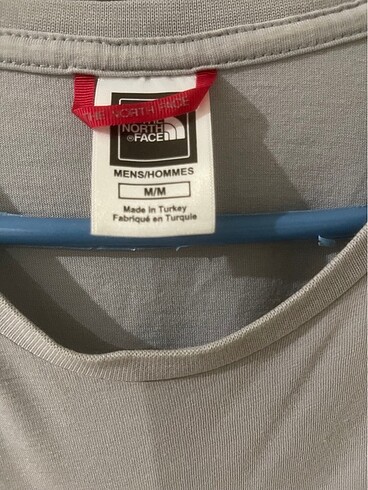 THE NORTH FACE
THE
NORTH
FACE
MENS/HOMMES
M/M
Made in Turkey
Fabriqué en Turquie